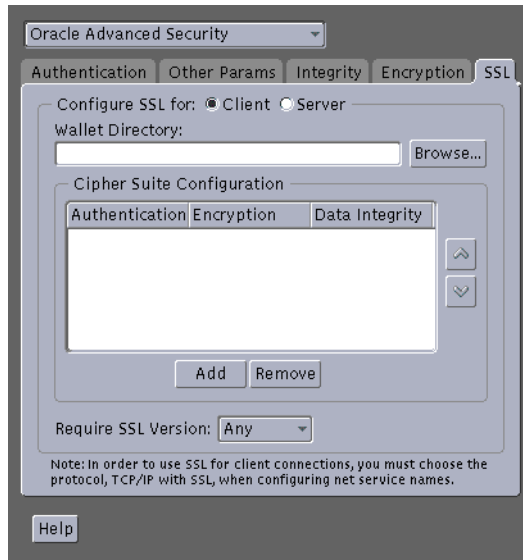 Oracle Advanced Security
Authentication Other Params Integrity Encryption SSL
Configure SSL for: Client Server
Wallet Directory:
Browse...
Cipher Suite Configuration
Authentication Encryption Data Integrity
Add Remove
Require SSL Version: Any
Note: In order to use SSL for client connections, you must choose the
protocol, TCP/IP with SSL, when configuring net service names.
Help